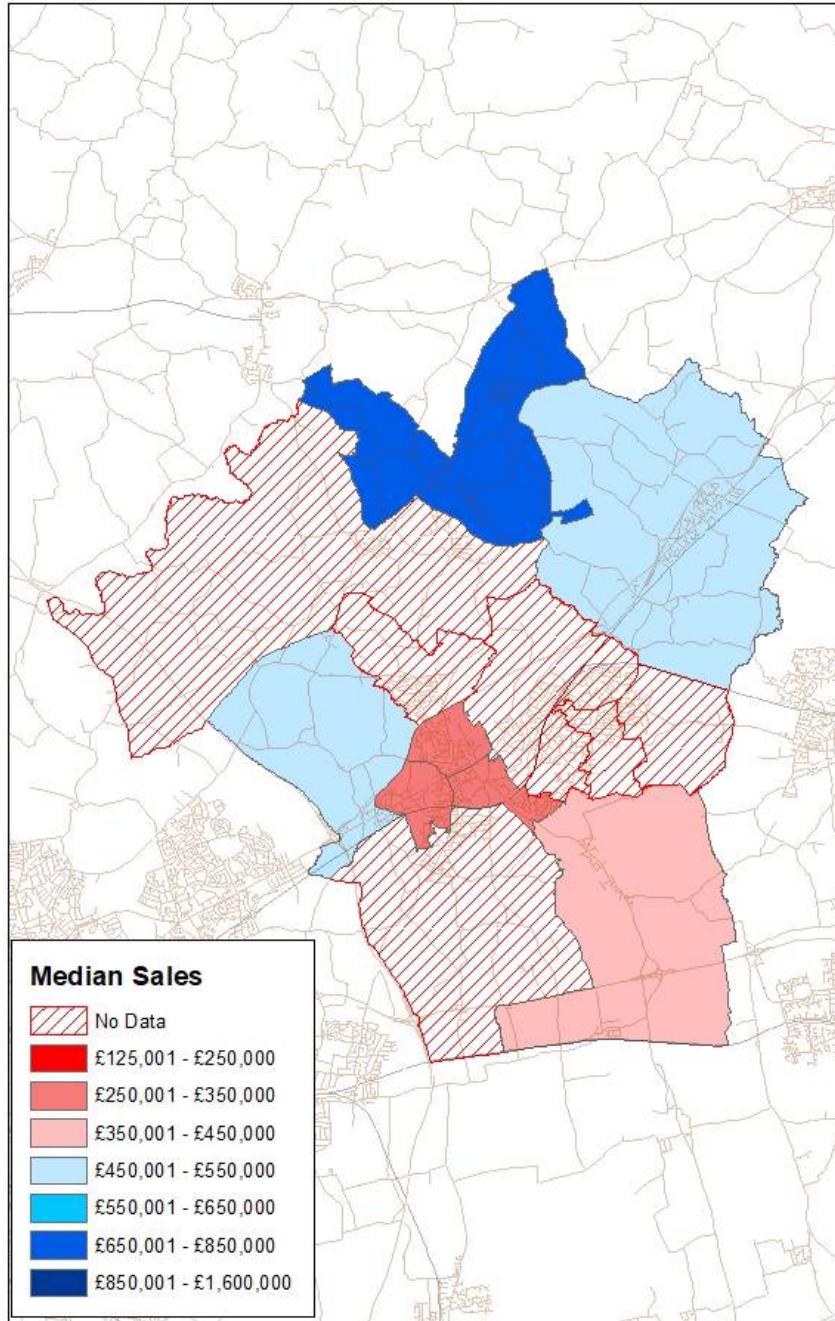 Median Sales
No Data
£125,001 - £250,000
£250,001 - £350,000
£350,001 - £450,000
£450,001 - £550,000
£550,001 - £650,000
£650,001 - £850,000
£850,001 - £1,600,000